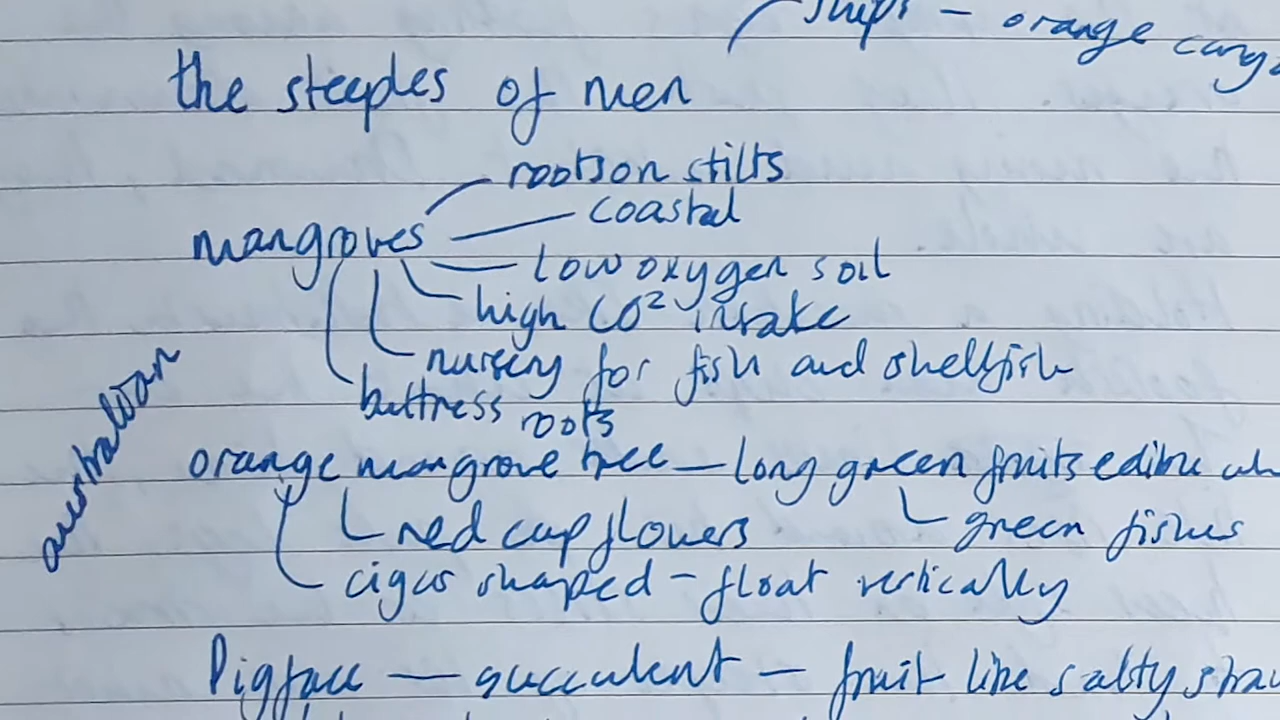 ships – orange
the steeples of men
roots on stilts
mangroves — coastal
low oxygen soil
high CO² intake
nursery for fish and shellfish
buttress roots
australian
orange mangrove tree — long green fruits edible
red cup flowers
green fishes
cigar shaped – float vertically
Pigface — succulent – fruit like salty